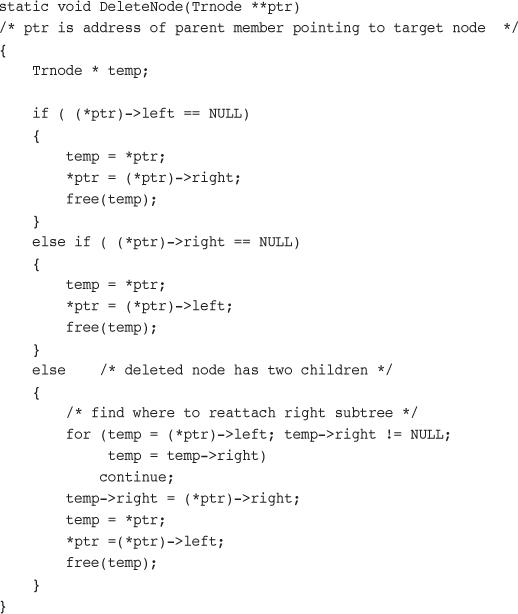 static void DeleteNode(Trnode **ptr)
/* ptr is address of parent member pointing to target node  */
{
    Trnode * temp;

    if ( (*ptr)->left == NULL)
    {
        temp = *ptr;
        *ptr = (*ptr)->right;
        free(temp);
    }
    else if ( (*ptr)->right == NULL)
    {
        temp = *ptr;
        *ptr = (*ptr)->left;
        free(temp);
    }
    else    /* deleted node has two children */
    {
        /* find where to reattach right subtree */
        for (temp = (*ptr)->left; temp->right != NULL;
             temp = temp->right)
            continue;
        temp->right = (*ptr)->right;
        temp = *ptr;
        *ptr =(*ptr)->left;
        free(temp);
    }
}